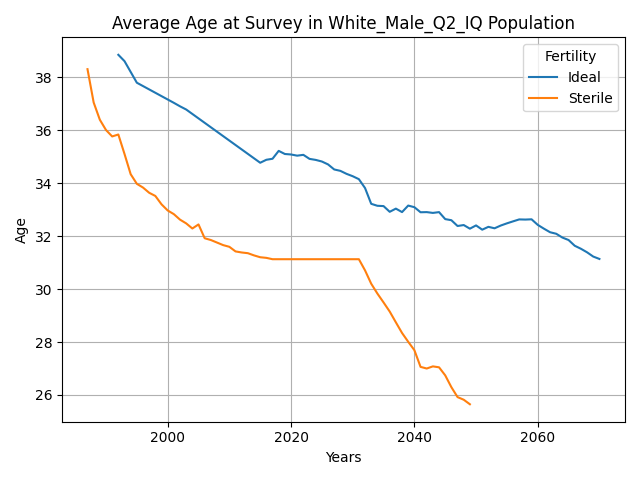 Average Age at Survey in White_Male_Q2_IQ Population
Fertility
Ideal
Sterile
Age
38
36
34
32
30
28
26
2000 2020 2040 2060
Years